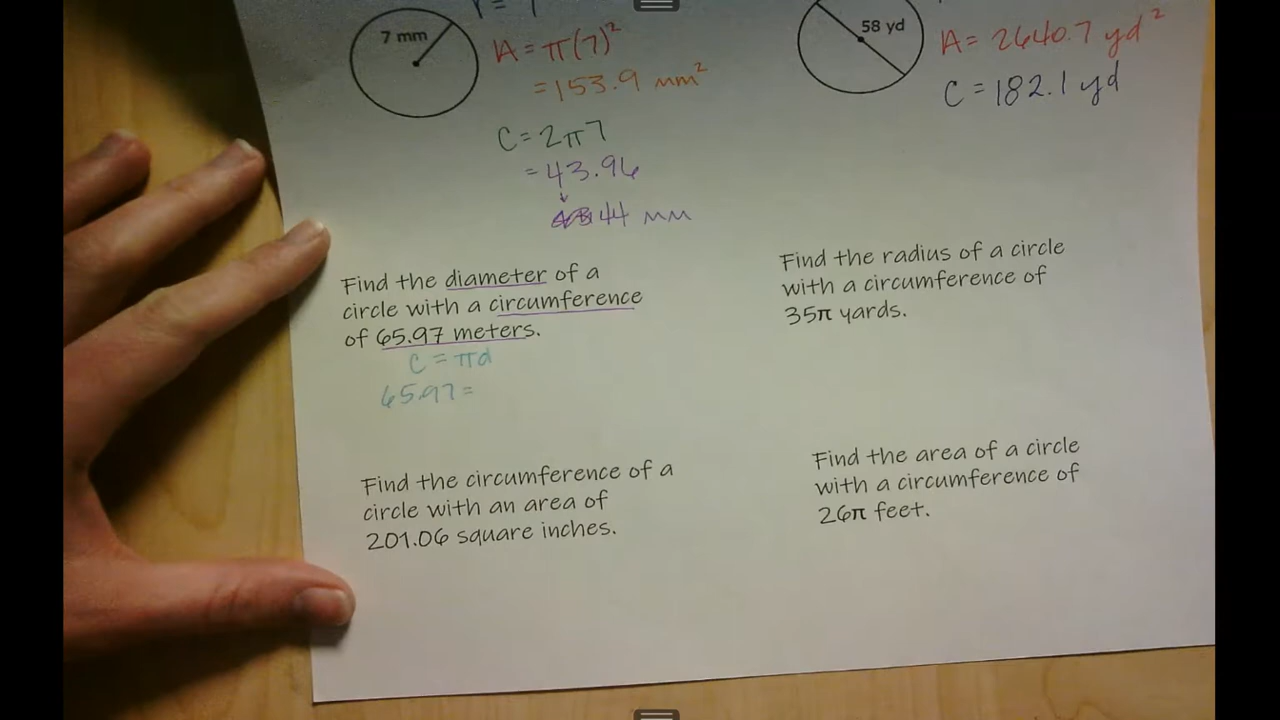 7 mm
A = π(7)²
= 153.9 mm²
C = 2π7
= 43.96
44 mm
58 yd
A = 2640.7 yd²
C = 182.1 yd
Find the diameter of a
circle with a circumference
of 65.97 meters.
C = πd
65.97 =
Find the radius of a circle
with a circumference of
35π yards.
Find the circumference of a
circle with an area of
201.06 square inches.
Find the area of a circle
with a circumference of
26π feet.